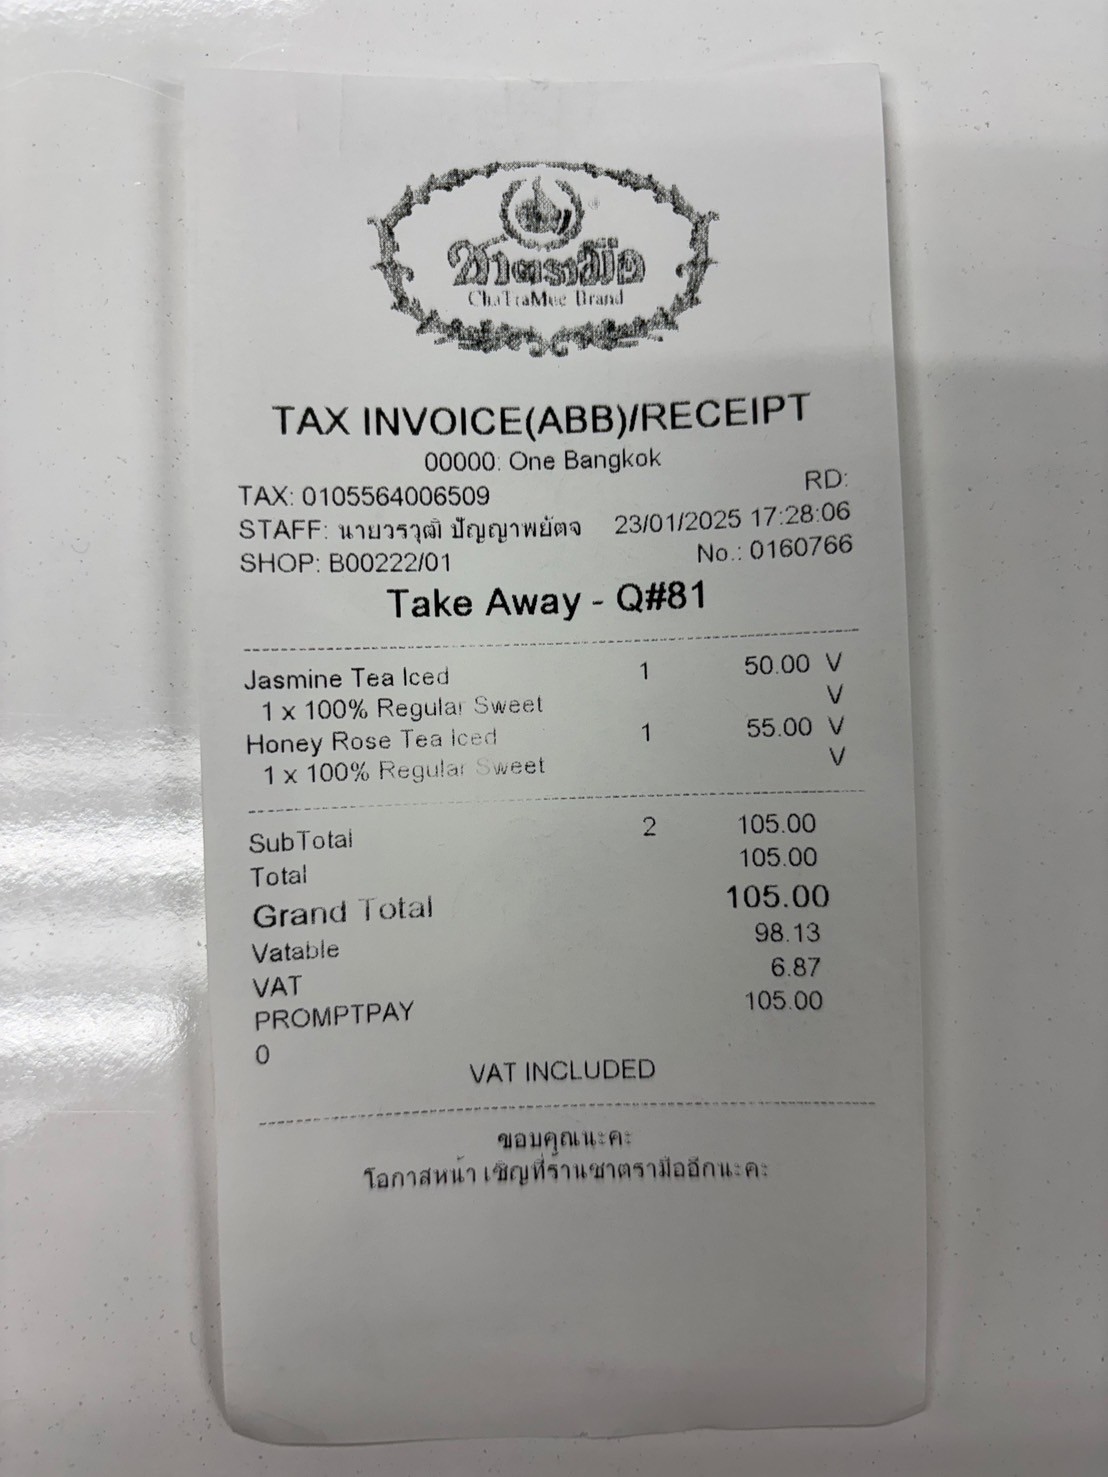 ชาตรามือ
ChaTraMue Brand
TAX INVOICE(ABB)/RECEIPT
00000: One Bangkok
TAX: 0105564006509 RD:
STAFF: นายวรวุฒิ ปัญญาพยัตจ 23/01/2025 17:28:06
SHOP: B00222/01 No.: 0160766
Take Away - Q#81
Jasmine Tea Iced 1 50.00 V
1 x 100% Regular Sweet V
Honey Rose Tea Iced 1 55.00 V
1 x 100% Regular Sweet V
SubTotal 2 105.00
Total 105.00
Grand Total 105.00
Vatable 98.13
VAT 6.87
PROMPTPAY 105.00
0
VAT INCLUDED
ขอบคุณนะคะ
โอกาสหน้า เชิญที่ร้านชาตรามืออีกนะคะ